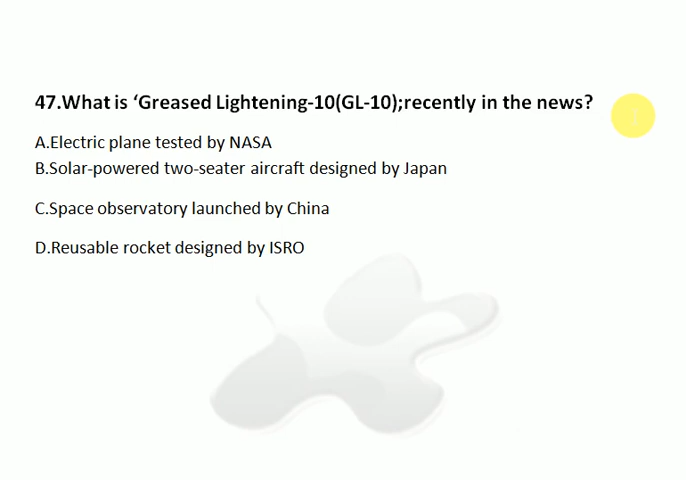 47.What is ‘Greased Lightening-10(GL-10);recently in the news?
A.Electric plane tested by NASA
B.Solar-powered two-seater aircraft designed by Japan
C.Space observatory launched by China
D.Reusable rocket designed by ISRO